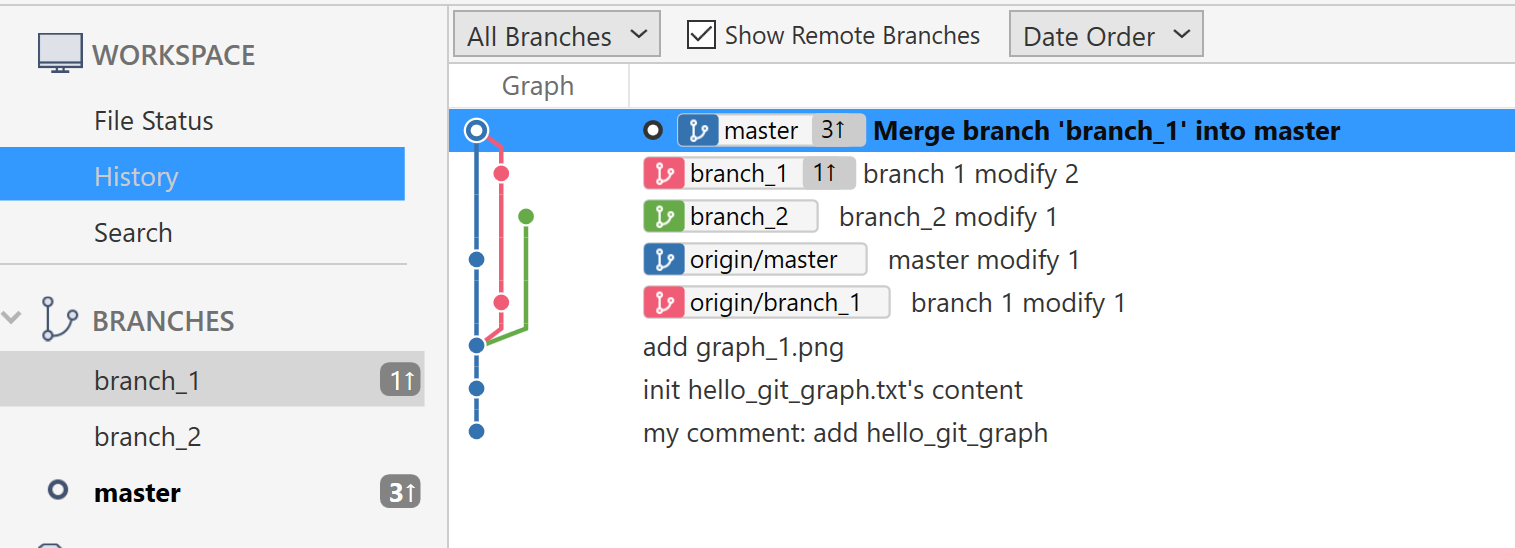 WORKSPACE
File Status
History
Search
BRANCHES
branch_1 1↑
branch_2
master 3↑
All Branches Show Remote Branches Date Order
Graph
master 3↑ Merge branch 'branch_1' into master
branch_1 1↑ branch 1 modify 2
branch_2 branch_2 modify 1
origin/master master modify 1
origin/branch_1 branch 1 modify 1
add graph_1.png
init hello_git_graph.txt's content
my comment: add hello_git_graph